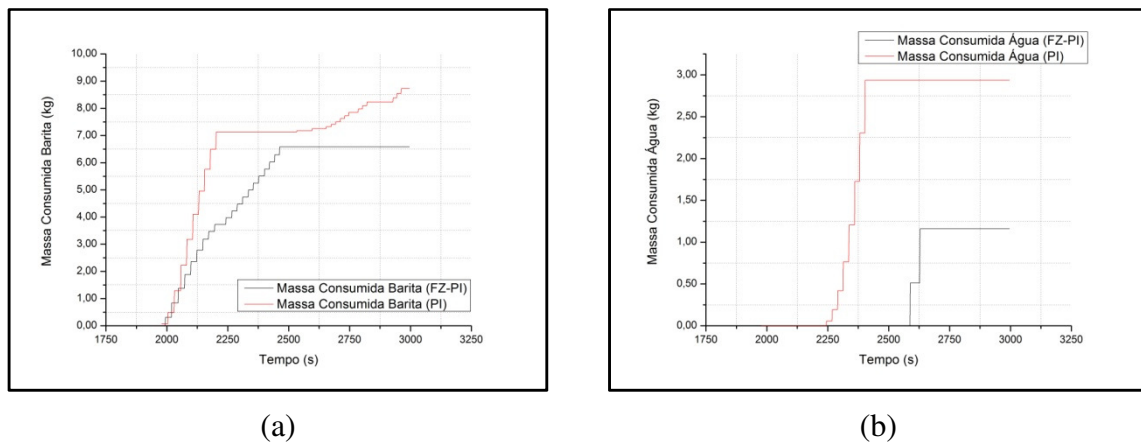 10,00
9,00
8,00
7,00
6,00
5,00
4,00
3,00
2,00
1,00
0,00
Massa Consumida Barita (kg)
Massa Consumida Barita (FZ-PI)
Massa Consumida Barita (PI)
1750 2000 2250 2500 2750 3000 3250
Tempo (s)
(a)
Massa Consumida Água (FZ-PI)
Massa Consumida Água (PI)
3,00
2,50
2,00
1,50
1,00
0,50
0,00
Massa Consumida Água (kg)
1750 2000 2250 2500 2750 3000 3250
Tempo (s)
(b)